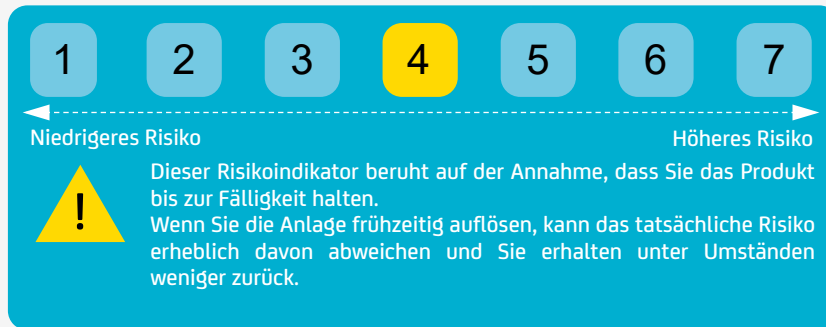 1 2 3 4 5 6 7
Niedrigeres Risiko Höheres Risiko
Dieser Risikoindikator beruht auf der Annahme, dass Sie das Produkt
bis zur Fälligkeit halten.
Wenn Sie die Anlage frühzeitig auflösen, kann das tatsächliche Risiko
erheblich davon abweichen und Sie erhalten unter Umständen
weniger zurück.
!